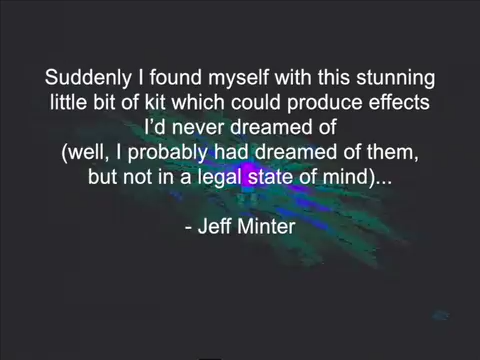 Suddenly I found myself with this stunning
little bit of kit which could produce effects
I'd never dreamed of
(well, I probably had dreamed of them,
but not in a legal state of mind)...
- Jeff Minter